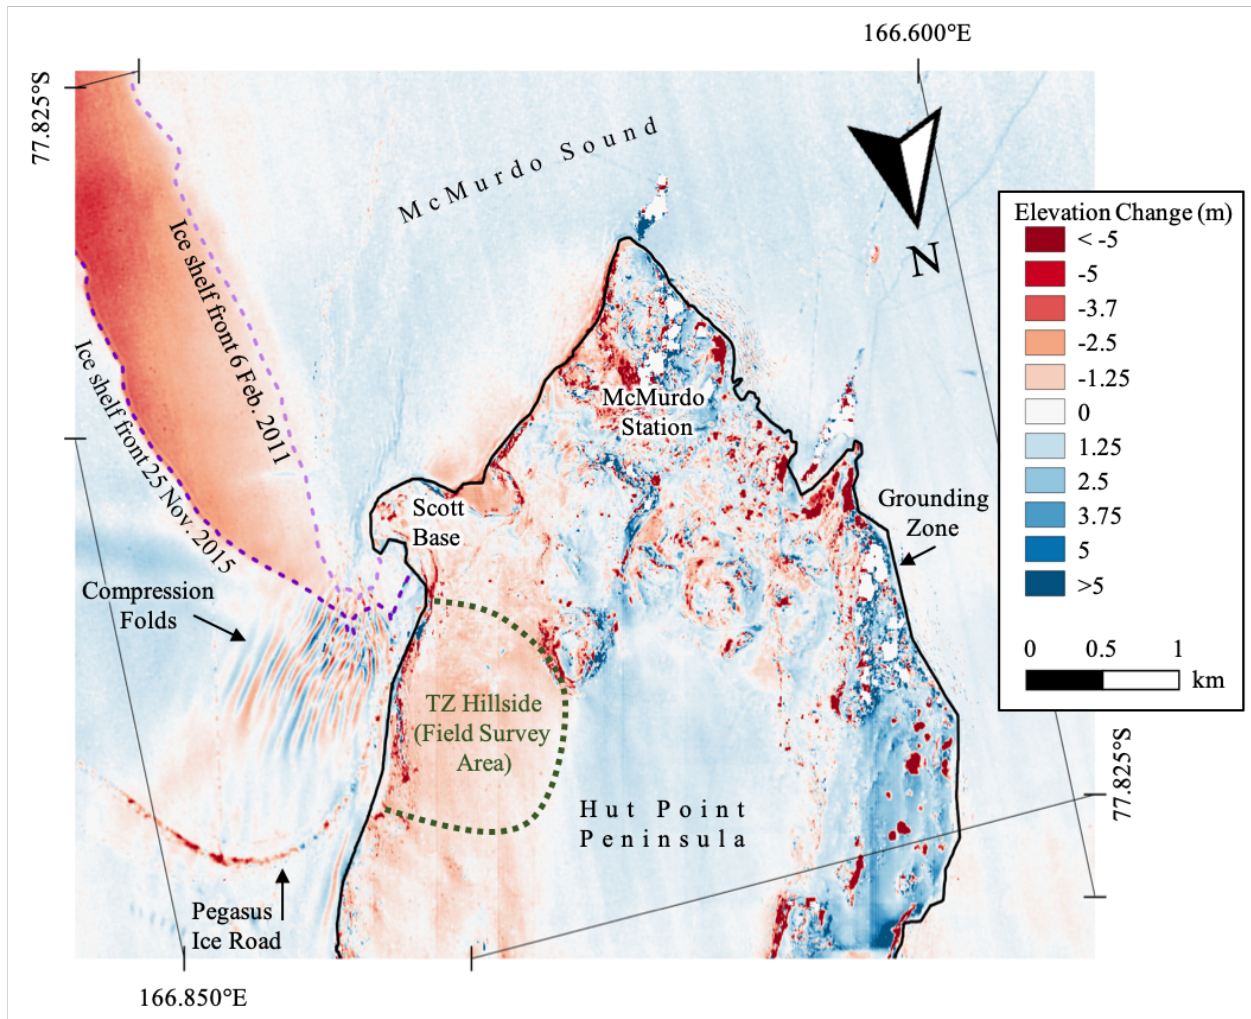 166.600°E
77.825°S
McMurdo Sound
N
Elevation Change (m)
< -5
-5
-3.7
-2.5
-1.25
0
1.25
2.5
3.75
5
>5
0 0.5 1
km
Ice shelf front 6 Feb. 2011
Ice shelf front 25 Nov. 2015
McMurdo
Station
Scott
Base
Grounding
Zone
Compression
Folds
TZ Hillside
(Field Survey
Area)
Hut Point
Peninsula
77.825°S
Pegasus
Ice Road
166.850°E